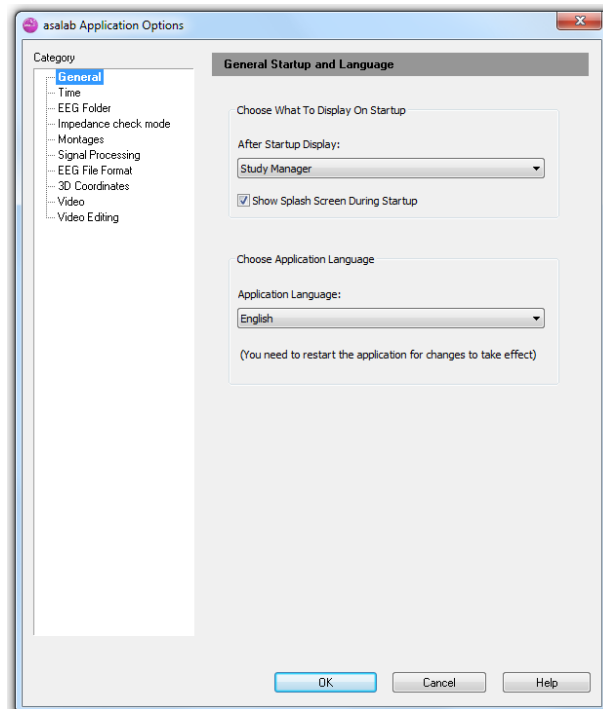 asalab Application Options
Category
General
Time
EEG Folder
Impedance check mode
Montages
Signal Processing
EEG File Format
3D Coordinates
Video
Video Editing
General Startup and Language
Choose What To Display On Startup
After Startup Display:
Study Manager
Show Splash Screen During Startup
Choose Application Language
Application Language:
English
(You need to restart the application for changes to take effect)
OK
Cancel
Help